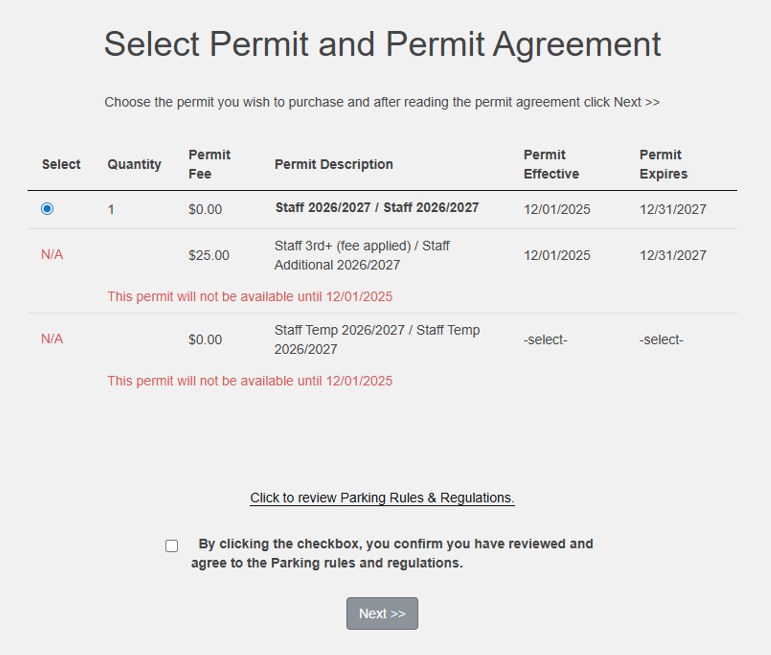 Select Permit and Permit Agreement
Choose the permit you wish to purchase and after reading the permit agreement click Next >>
Select Quantity Permit Fee Permit Description Permit Effective Permit Expires
1 $0.00 Staff 2026/2027 / Staff 2026/2027 12/01/2025 12/31/2027
N/A $25.00 Staff 3rd+ (fee applied) / Staff Additional 2026/2027 12/01/2025 12/31/2027
This permit will not be available until 12/01/2025
N/A $0.00 Staff Temp 2026/2027 / Staff Temp 2026/2027 -select- -select-
This permit will not be available until 12/01/2025
Click to review Parking Rules & Regulations.
By clicking the checkbox, you confirm you have reviewed and
agree to the Parking rules and regulations.
Next >>